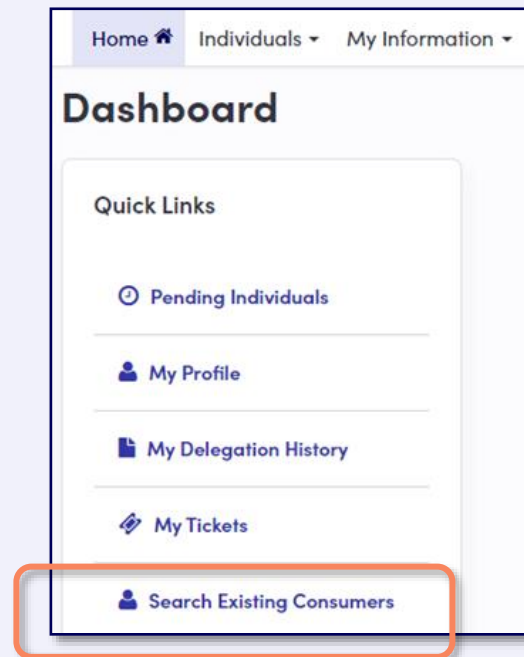 Home Individuals My Information
Dashboard
Quick Links
Pending Individuals
My Profile
My Delegation History
My Tickets
Search Existing Consumers